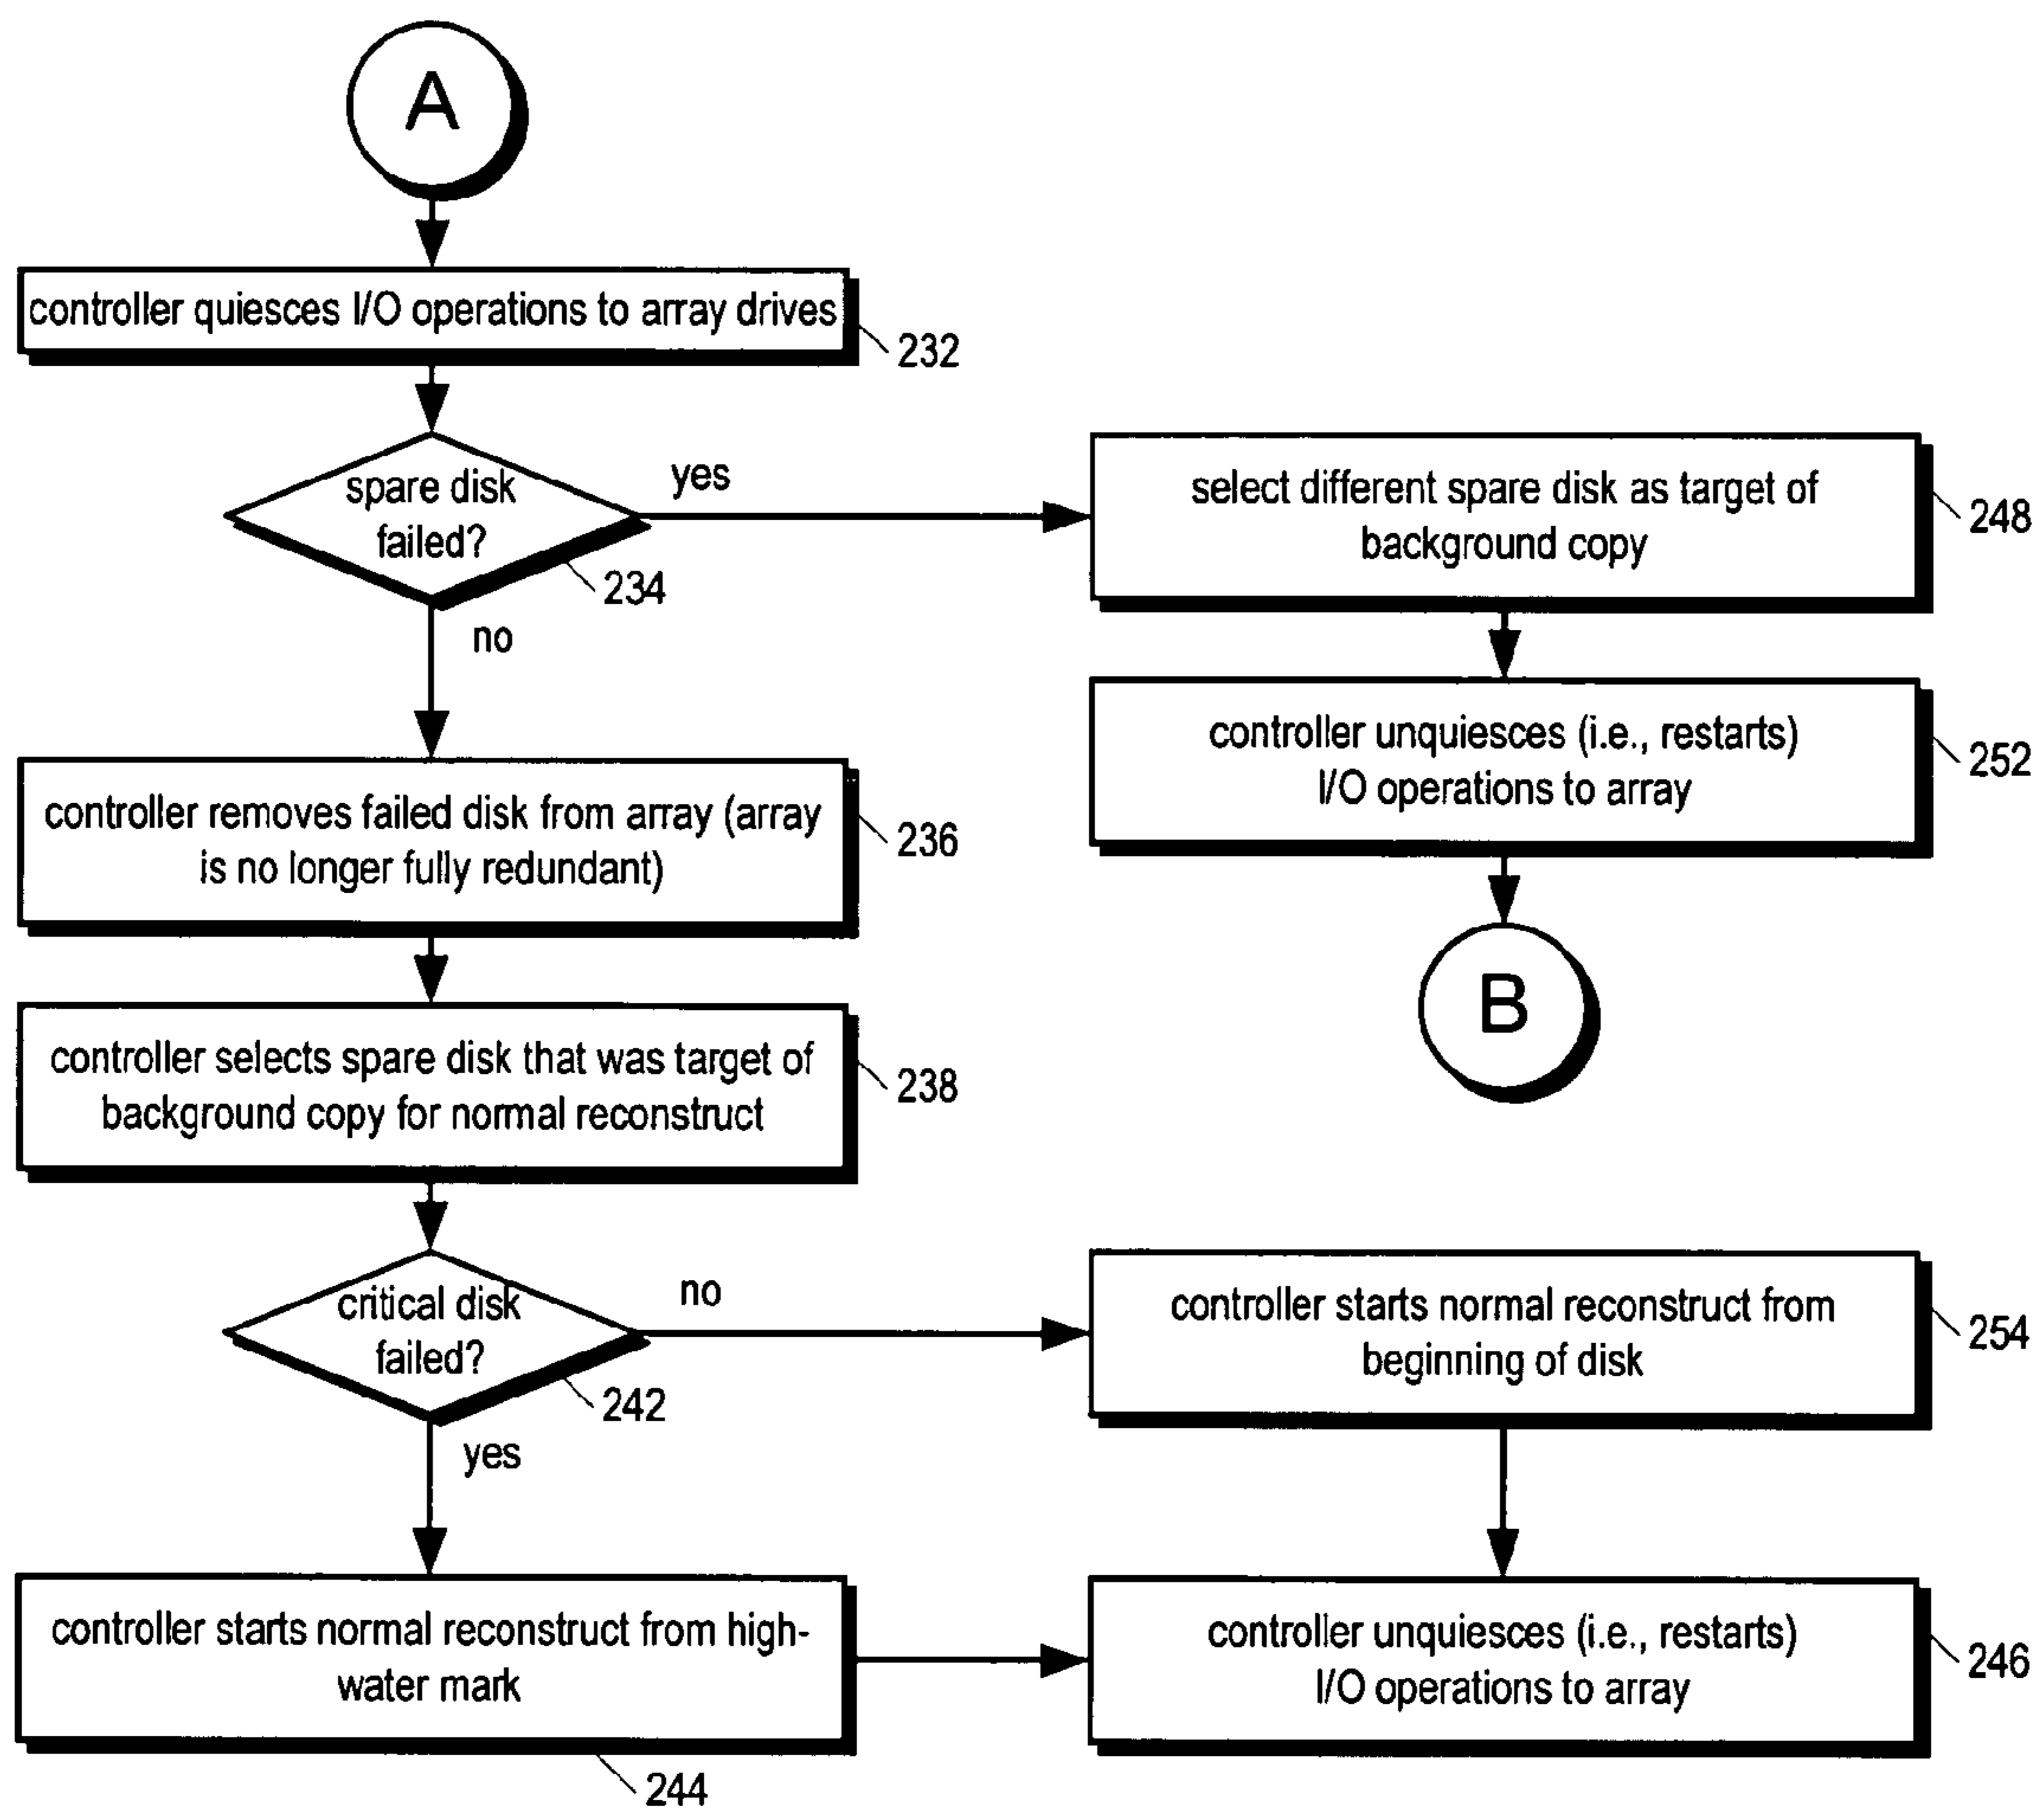 A
controller quiesces I/O operations to array drives
232
spare disk
failed?
234
yes
no
select different spare disk as target of
background copy
248
controller unquiesces (i.e., restarts)
I/O operations to array
252
B
controller removes failed disk from array (array
is no longer fully redundant)
236
controller selects spare disk that was target of
background copy for normal reconstruct
238
critical disk
failed?
242
no
yes
controller starts normal reconstruct from
beginning of disk
254
controller starts normal reconstruct from high-
water mark
244
controller unquiesces (i.e., restarts)
I/O operations to array
246